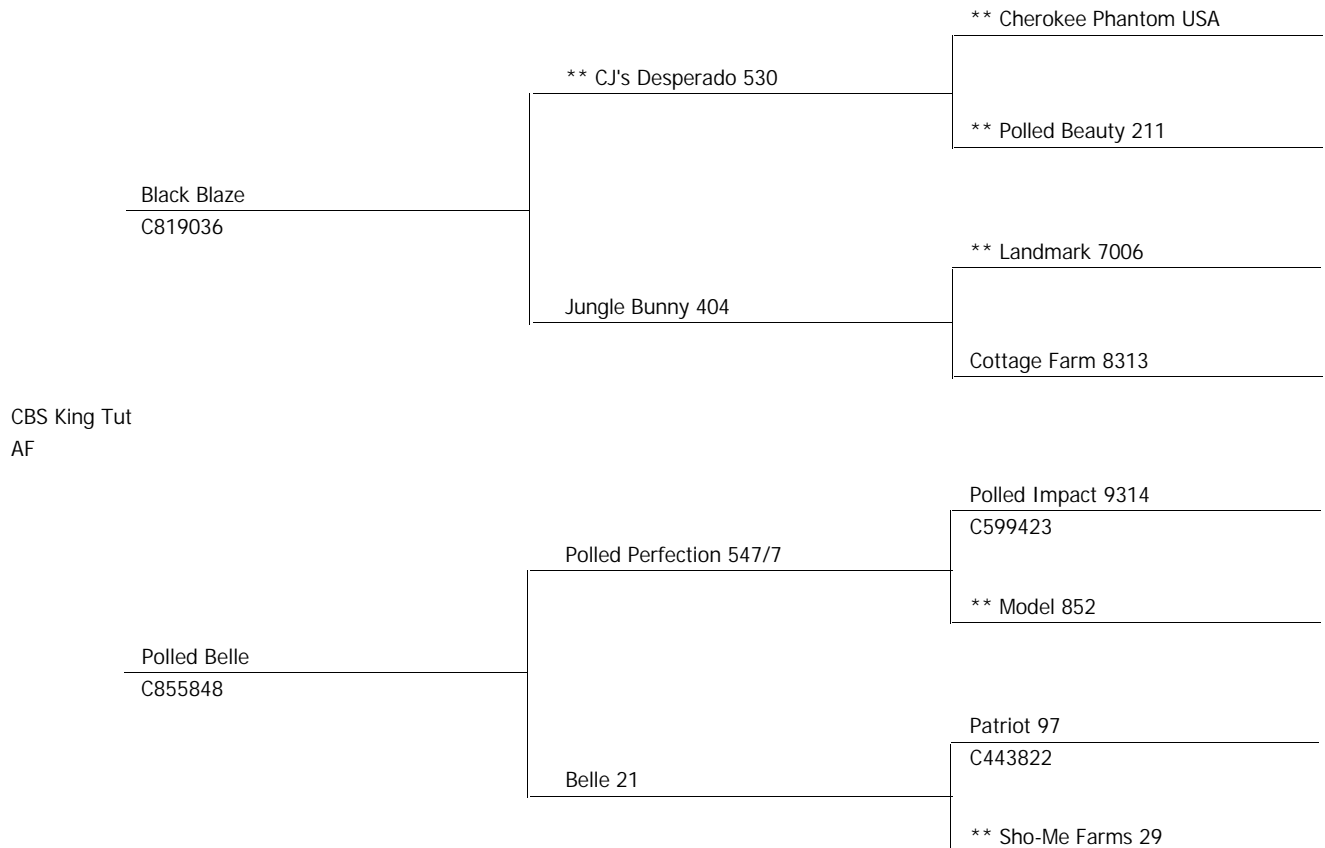 ** Cherokee Phantom USA
** CJ's Desperado 530
** Polled Beauty 211
Black Blaze
C819036
** Landmark 7006
Jungle Bunny 404
Cottage Farm 8313
CBS King Tut
AF
Polled Impact 9314
C599423
Polled Perfection 547/7
** Model 852
Polled Belle
C855848
Patriot 97
C443822
Belle 21
** Sho-Me Farms 29